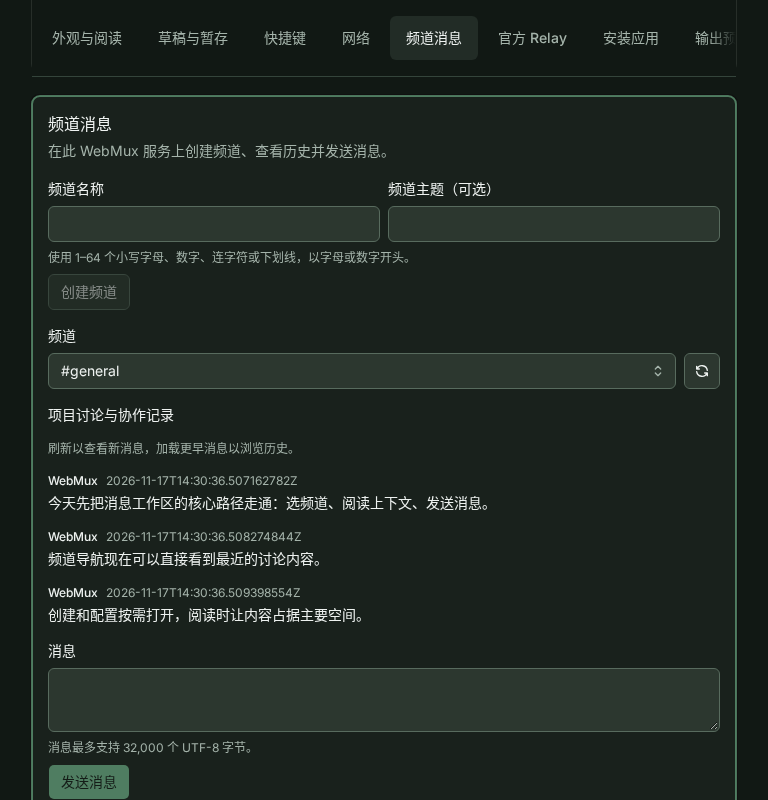 外观与阅读
草稿与暂存
快捷键
网络
频道消息
官方 Relay
安装应用
输出预
频道消息
在此 WebMux 服务上创建频道、查看历史并发送消息。
频道名称
频道主题（可选）
使用 1–64 个小写字母、数字、连字符或下划线，以字母或数字开头。
创建频道
频道
#general
项目讨论与协作记录
刷新以查看新消息，加载更早消息以浏览历史。
WebMux 2026-11-17T14:30:36.507162782Z
今天先把消息工作区的核心路径走通：选频道、阅读上下文、发送消息。
WebMux 2026-11-17T14:30:36.508274844Z
频道导航现在可以直接看到最近的讨论内容。
WebMux 2026-11-17T14:30:36.509398554Z
创建和配置按需打开，阅读时让内容占据主要空间。
消息
消息最多支持 32,000 个 UTF-8 字节。
发送消息